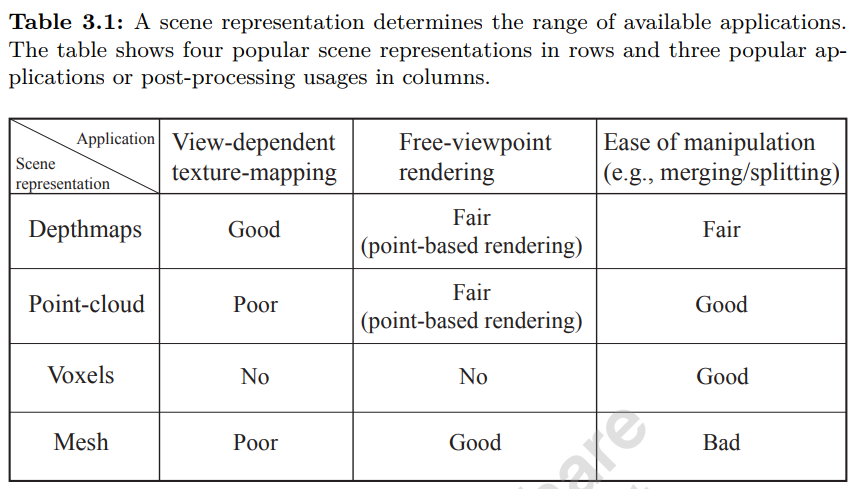 Table 3.1: A scene representation determines the range of available applications.
The table shows four popular scene representations in rows and three popular ap-
plications or post-processing usages in columns.
Application
Scene
representation
View-dependent
texture-mapping
Free-viewpoint
rendering
Ease of manipulation
(e.g., merging/splitting)
Depthmaps
Good
Fair
(point-based rendering)
Fair
Point-cloud
Poor
Fair
(point-based rendering)
Good
Voxels
No
No
Good
Mesh
Poor
Good
Bad